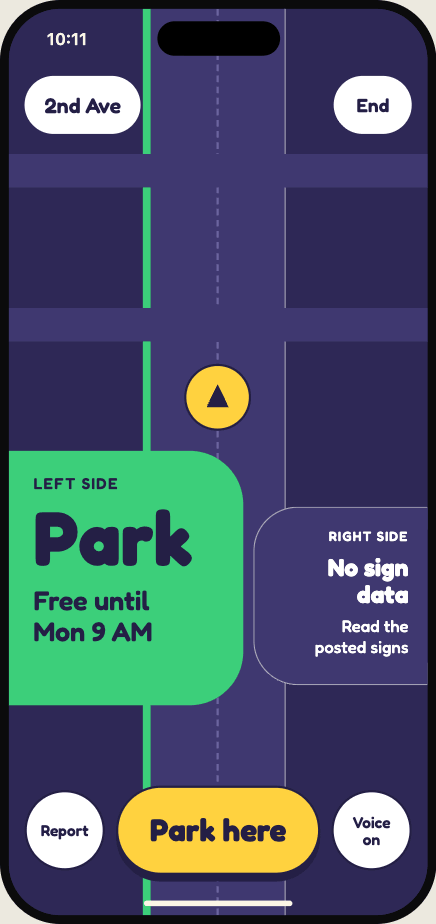 10:11
2nd Ave
End
LEFT SIDE
Park
Free until
Mon 9 AM
RIGHT SIDE
No sign
data
Read the
posted signs
Report
Park here
Voice
on